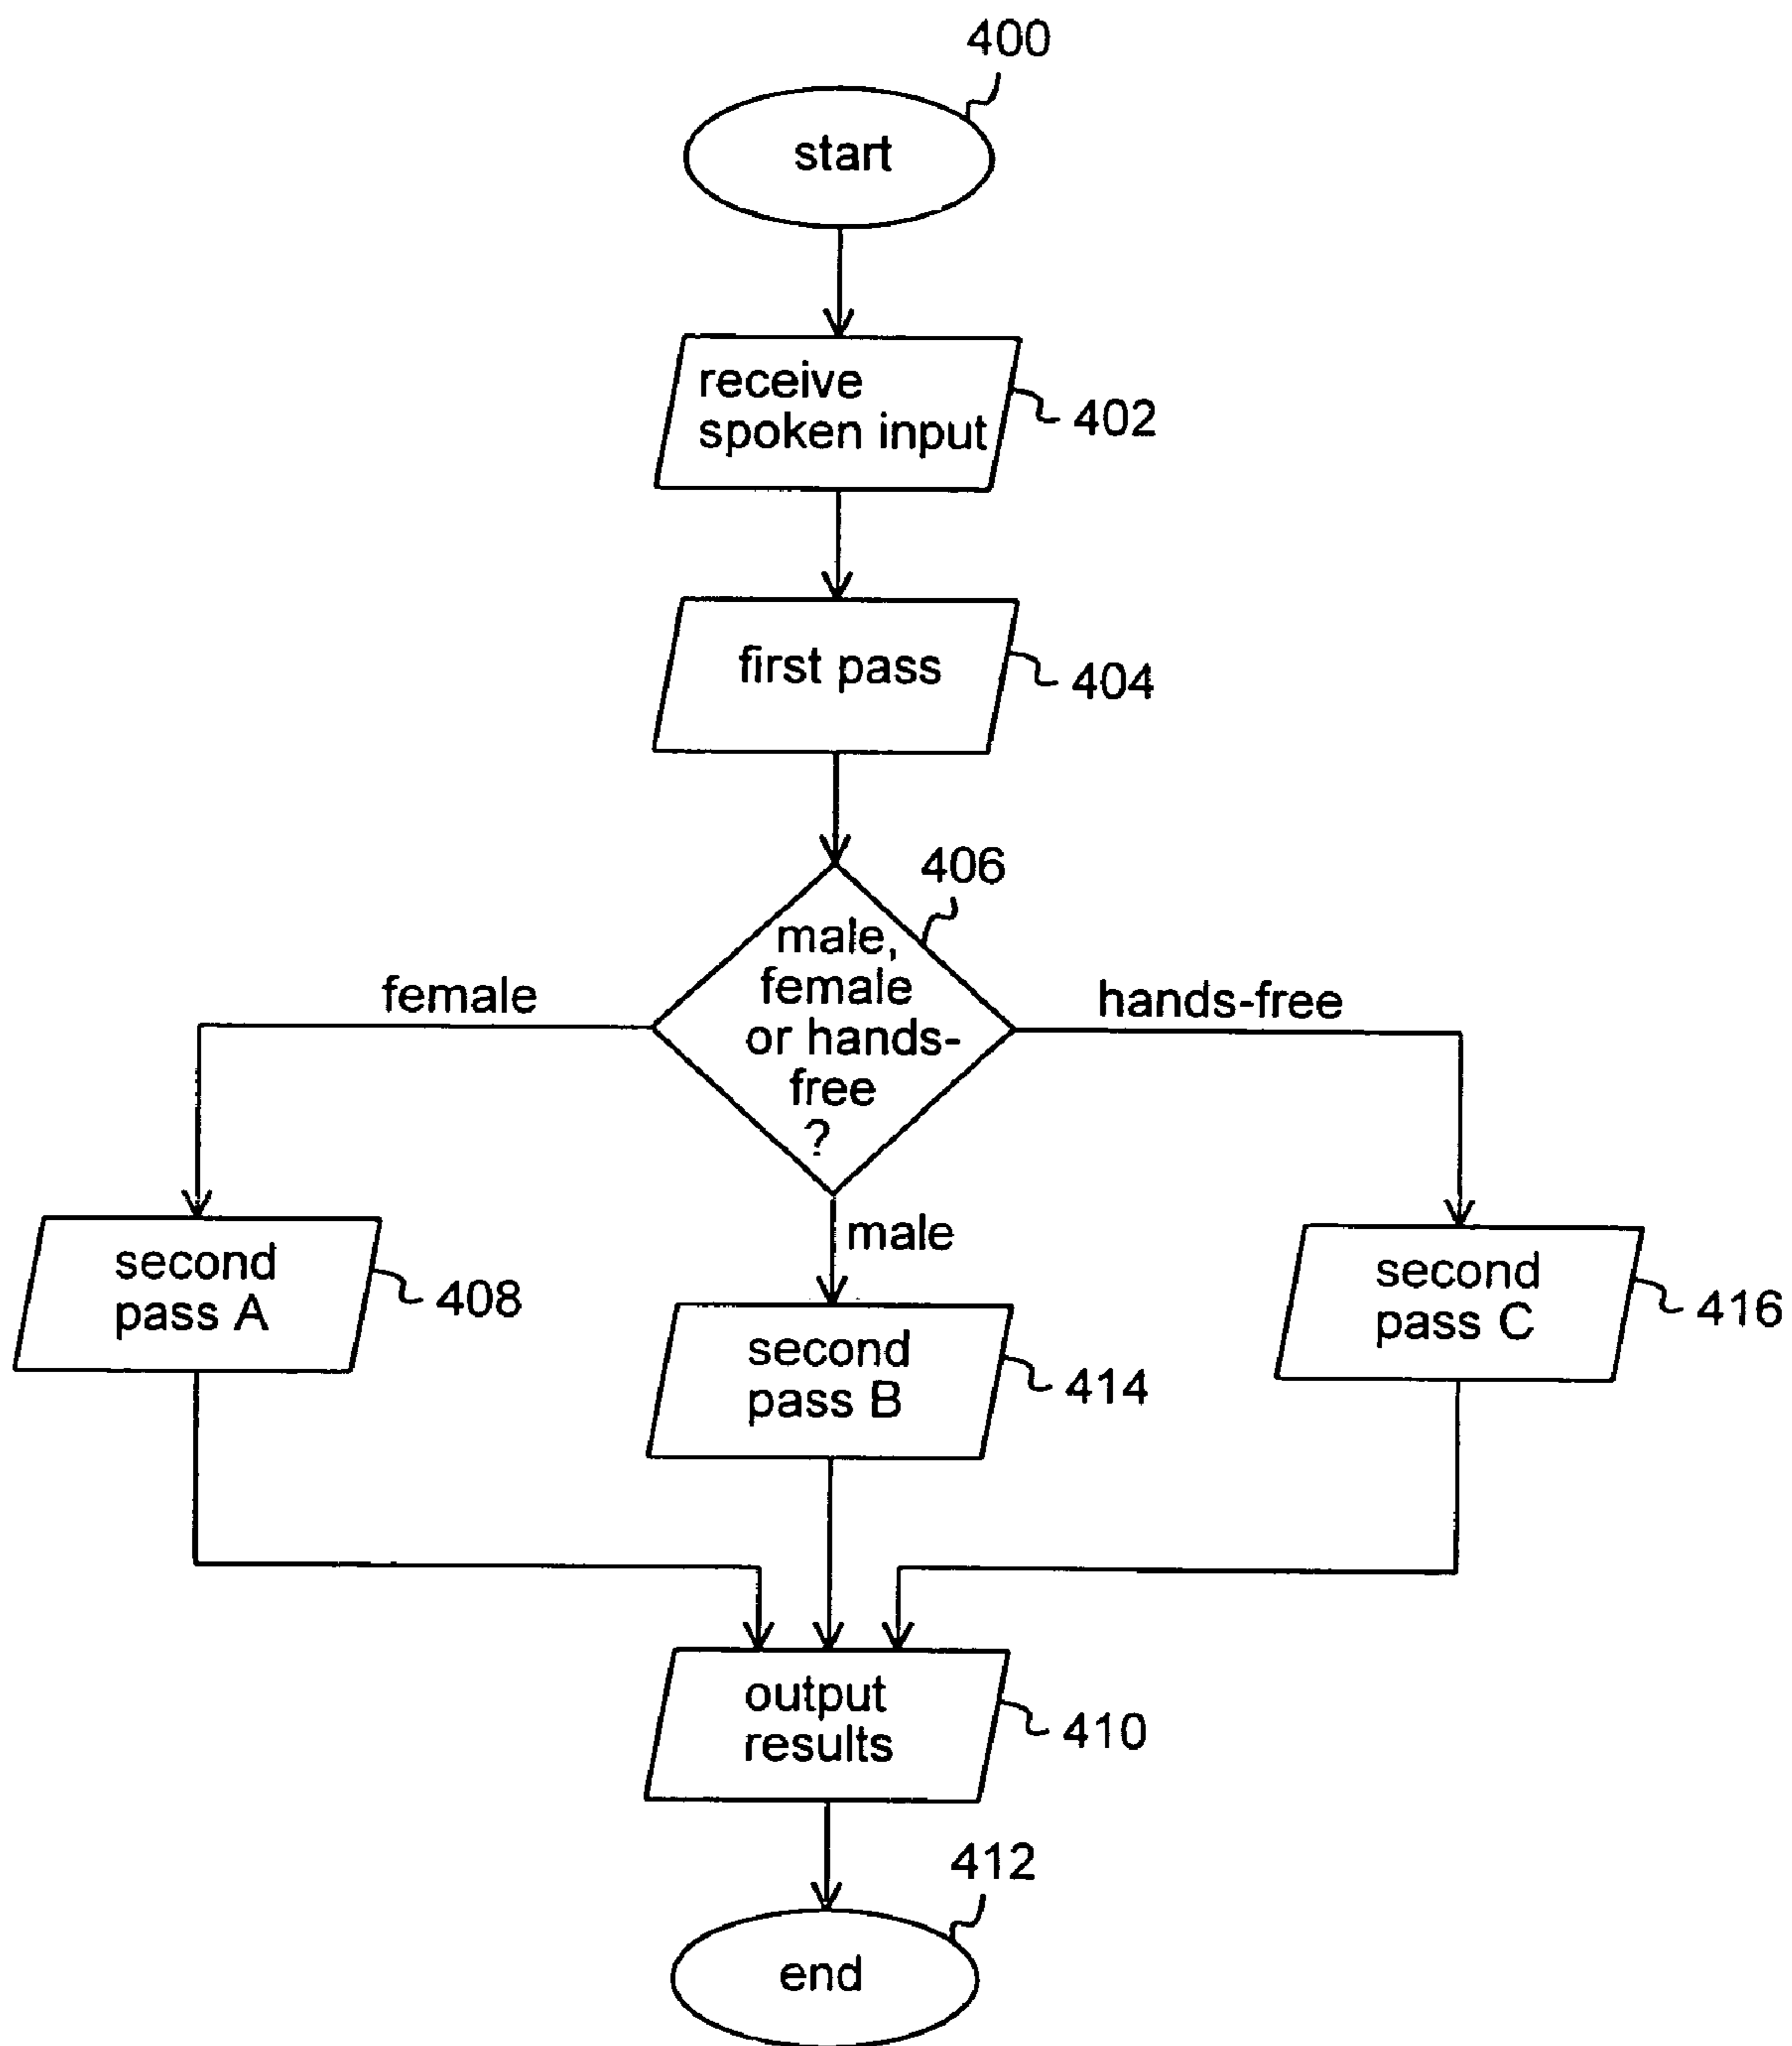 400
start
receive
spoken input
402
first pass
404
406
male,
female
or hands-
free
?
female
hands-free
male
second
pass A
408
second
pass B
414
second
pass C
416
output
results
410
412
end